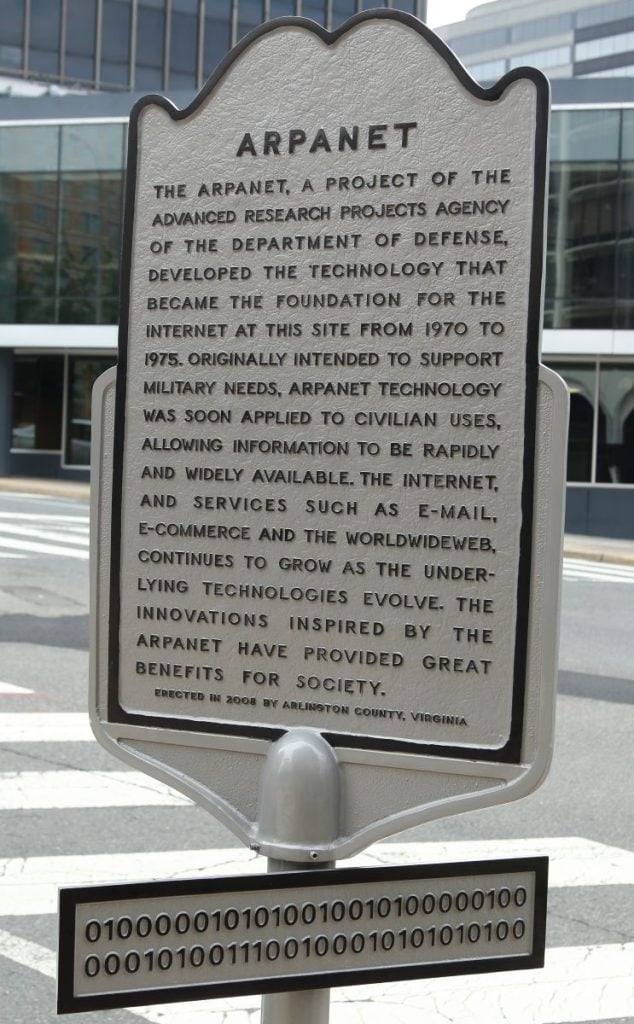 ARPANET
THE ARPANET, A PROJECT OF THE
ADVANCED RESEARCH PROJECTS AGENCY
OF THE DEPARTMENT OF DEFENSE,
DEVELOPED THE TECHNOLOGY THAT
BECAME THE FOUNDATION FOR THE
INTERNET AT THIS SITE FROM 1970 TO
1975. ORIGINALLY INTENDED TO SUPPORT
MILITARY NEEDS, ARPANET TECHNOLOGY
WAS SOON APPLIED TO CIVILIAN USES,
ALLOWING INFORMATION TO BE RAPIDLY
AND WIDELY AVAILABLE. THE INTERNET,
AND SERVICES SUCH AS E-MAIL,
E-COMMERCE AND THE WORLDWIDEWEB,
CONTINUES TO GROW AS THE UNDER-
LYING TECHNOLOGIES EVOLVE. THE
INNOVATIONS INSPIRED BY THE
ARPANET HAVE PROVIDED GREAT
BENEFITS FOR SOCIETY.
ERECTED IN 2008 BY ARLINGTON COUNTY, VIRGINIA
0100000101010010010100000100
0001010011100100010101010100